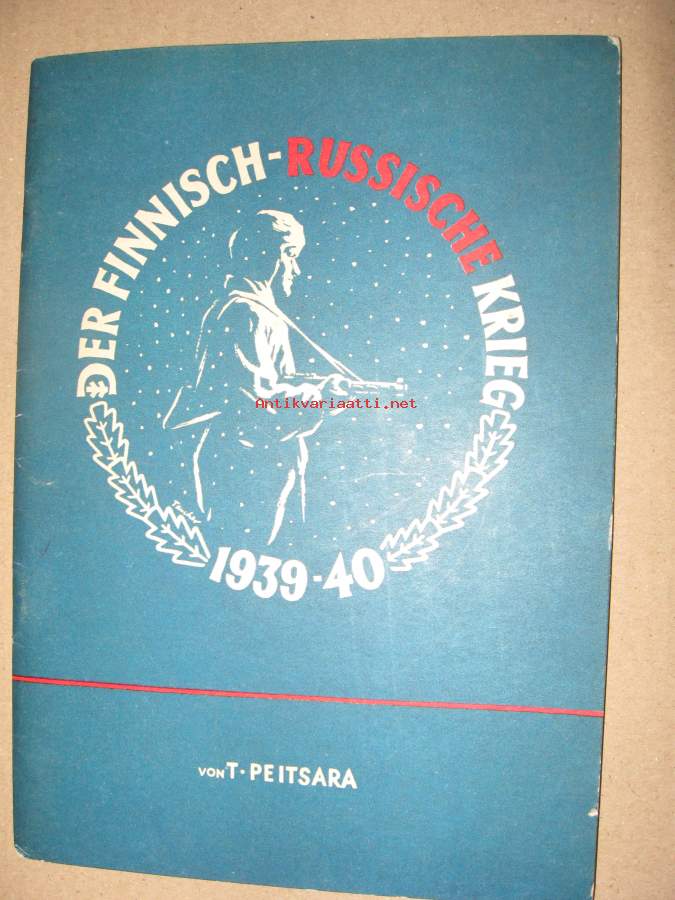 DER FINNISCH-RUSSISCHE KRIEG
Antikvariaatti.net
1939-40
VON T. PEITSARA